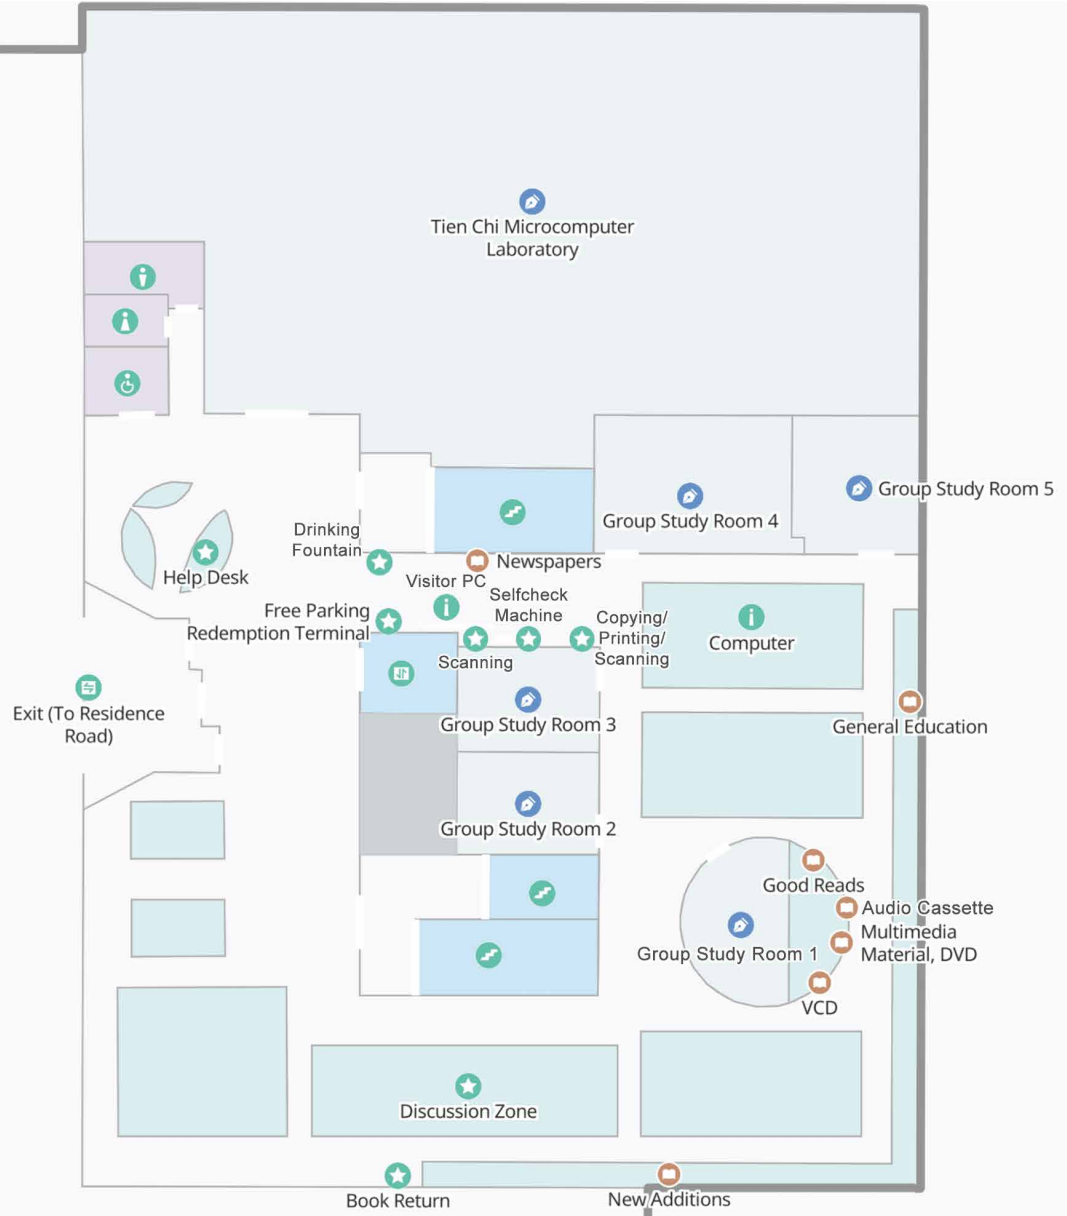 Tien Chi Microcomputer
Laboratory
Group Study Room 5
Group Study Room 4
Drinking
Fountain
Newspapers
Help Desk
Visitor PC
Selfcheck
Machine
Free Parking
Redemption Terminal
Copying/
Printing/
Scanning
Computer
Scanning
Exit (To Residence
Road)
Group Study Room 3
General Education
Group Study Room 2
Good Reads
Audio Cassette
Multimedia
Material, DVD
Group Study Room 1
VCD
Discussion Zone
Book Return
New Additions